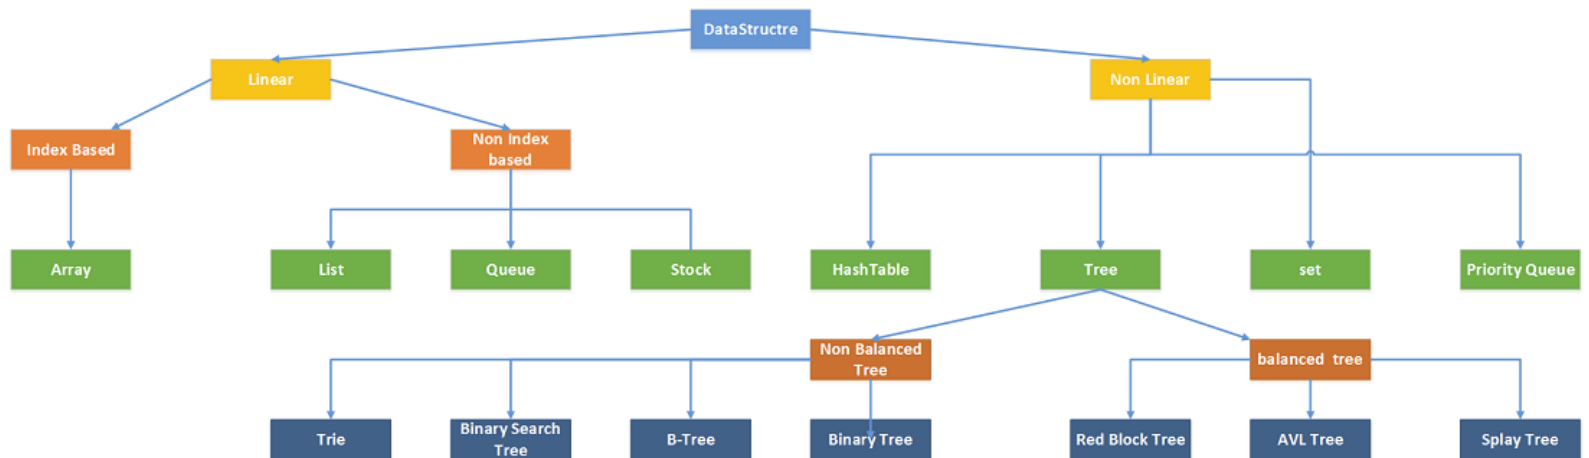 DataStructre
Linear
Non Linear
Index Based
Non Index
based
Array
List
Queue
Stock
HashTable
Tree
set
Priority Queue
Non Balanced
Tree
balanced tree
Trie
Binary Search
Tree
B-Tree
Binary Tree
Red Block Tree
AVL Tree
Splay Tree